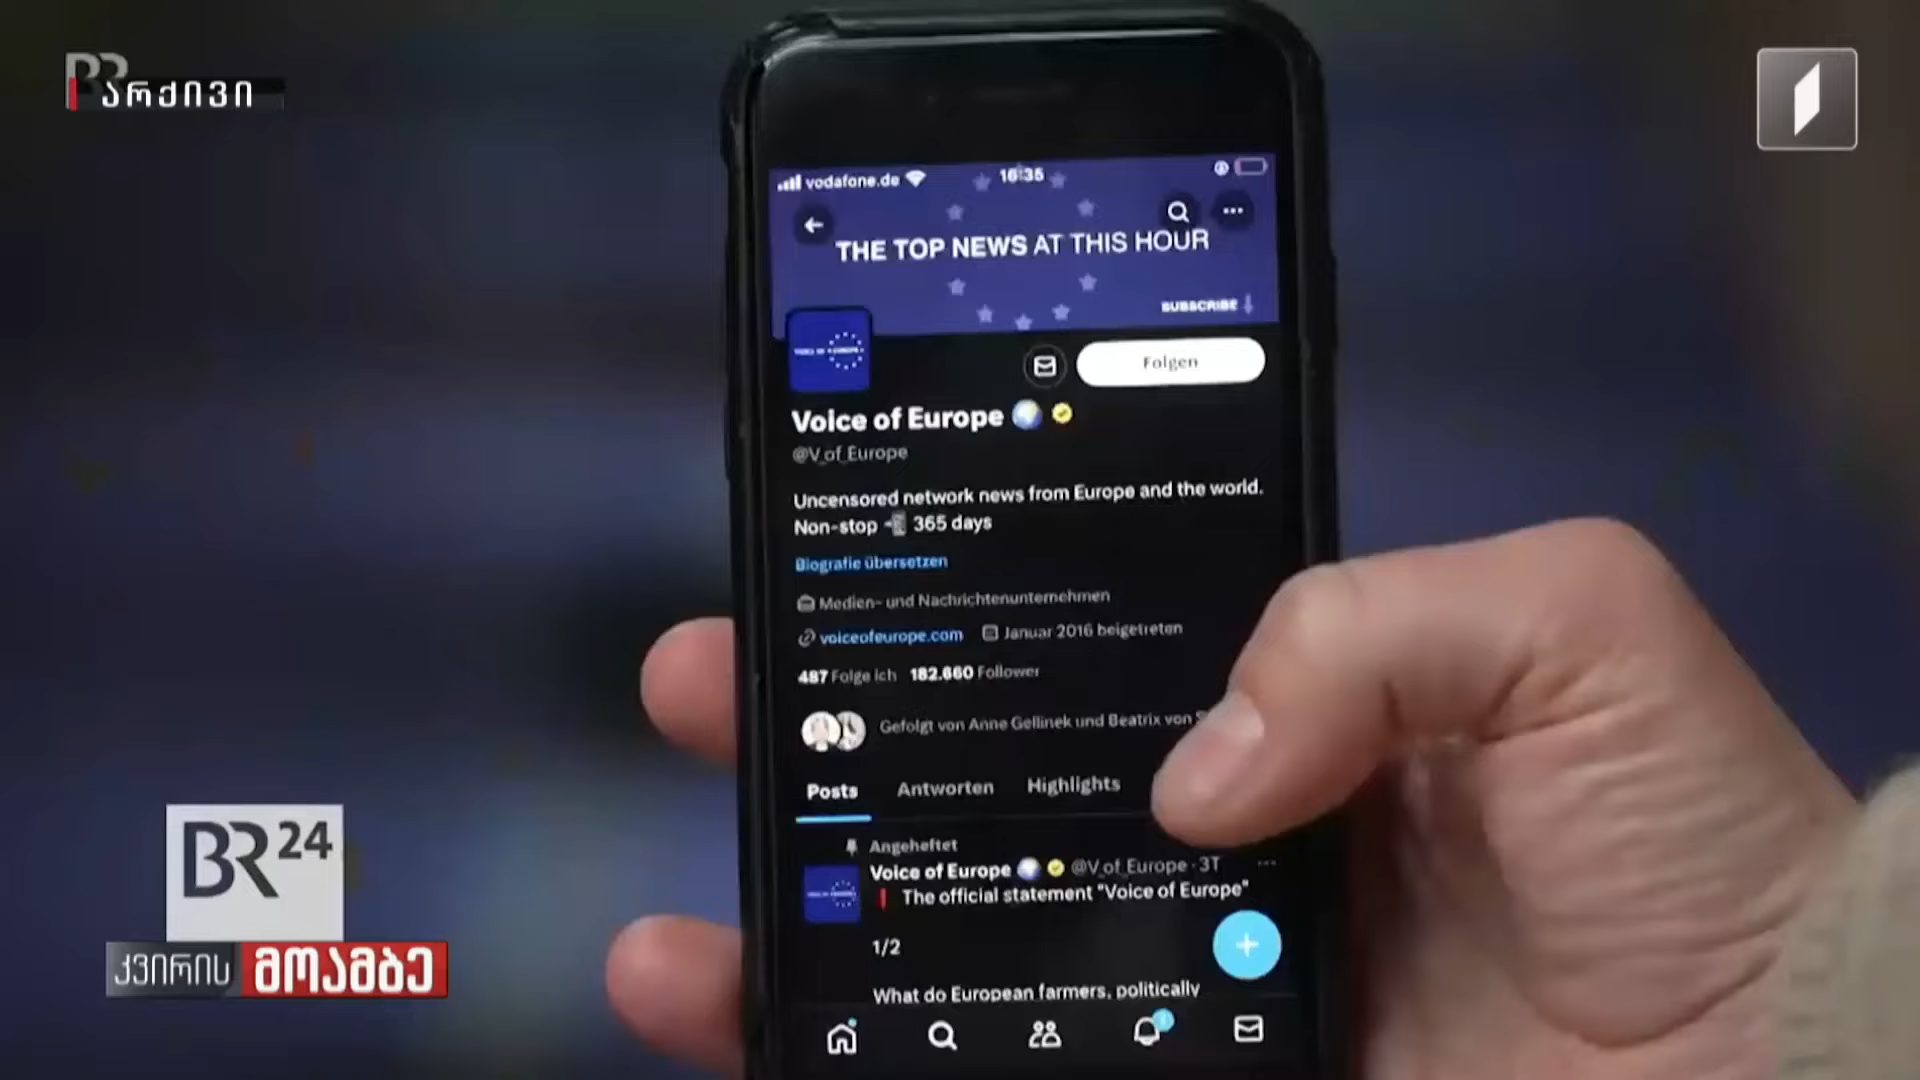 BR
არქივი
vodafone.de
16:35
THE TOP NEWS AT THIS HOUR
SUBSCRIBE
VOICE OF EUROPE
Folgen
Voice of Europe
@V_of_Europe
Uncensored network news from Europe and the world.
Non-stop 365 days
Biografie übersetzen
Medien- und Nachrichtenunternehmen
voiceofeurope.com Januar 2016 beigetreten
487 Folge ich 182.660 Follower
Gefolgt von Anne Gellinek und Beatrix von
Posts Antworten Highlights
Angeheftet
Voice of Europe @V_of_Europe · 3T
❗ The official statement "Voice of Europe"
1/2
What do European farmers, politically
BR24
კვირის მოამბე